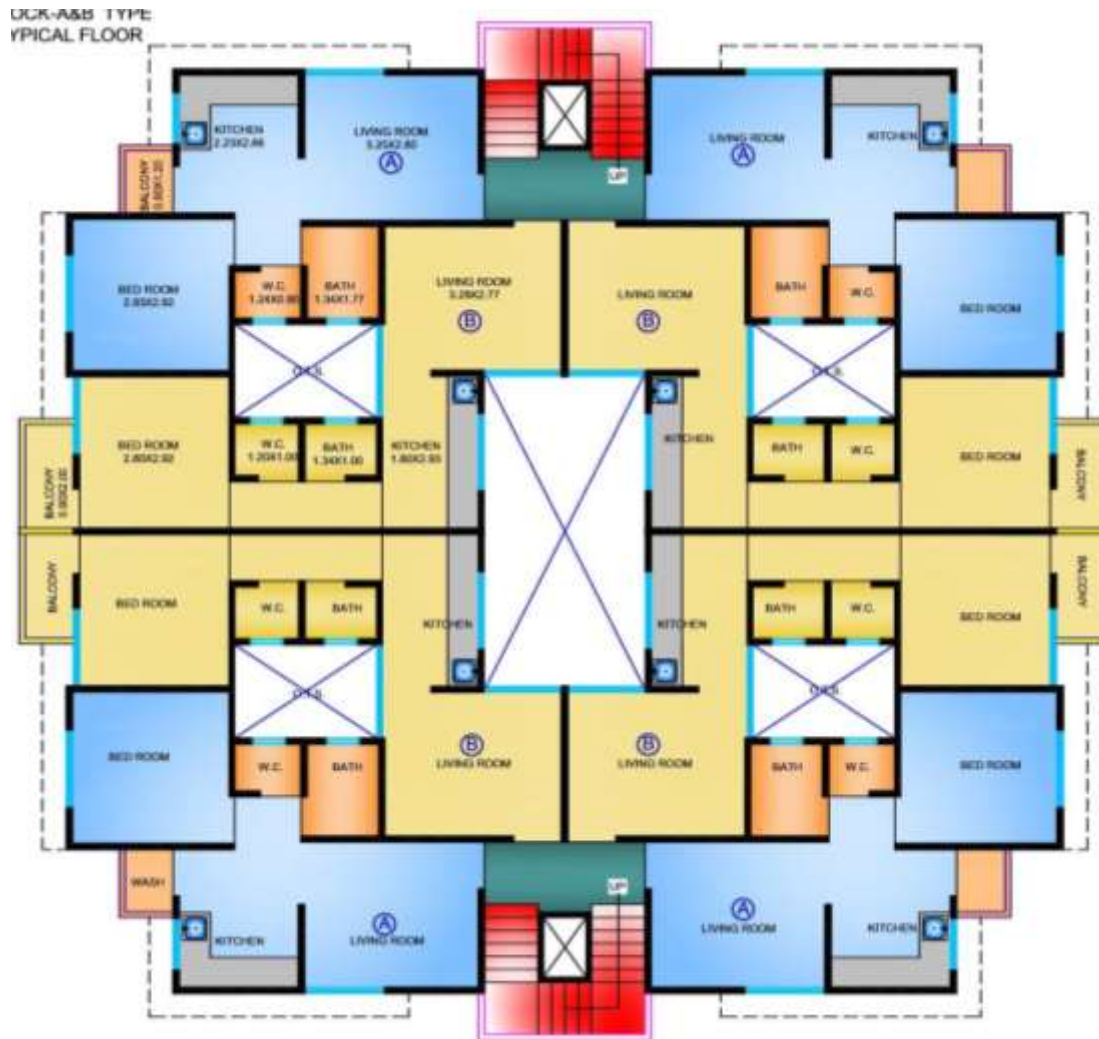 OCK-A&B TYPE
YPICAL FLOOR
KITCHEN
LIVING ROOM
A
UP
LIVING ROOM
A
KITCHEN
BALCONY
BED ROOM
W.C.
BATH
LIVING ROOM
B
LIVING ROOM
B
BATH
W.C.
BED ROOM
O.T.S.
O.T.S.
BED ROOM
W.C.
BATH
KITCHEN
KITCHEN
BATH
W.C.
BED ROOM
BALCONY
BALCONY
BALCONY
BED ROOM
W.C.
BATH
KITCHEN
KITCHEN
BATH
W.C.
BED ROOM
BALCONY
O.T.S.
O.T.S.
BED ROOM
W.C.
BATH
B
LIVING ROOM
B
LIVING ROOM
BATH
W.C.
BED ROOM
WASH
KITCHEN
A
LIVING ROOM
UP
A
LIVING ROOM
KITCHEN